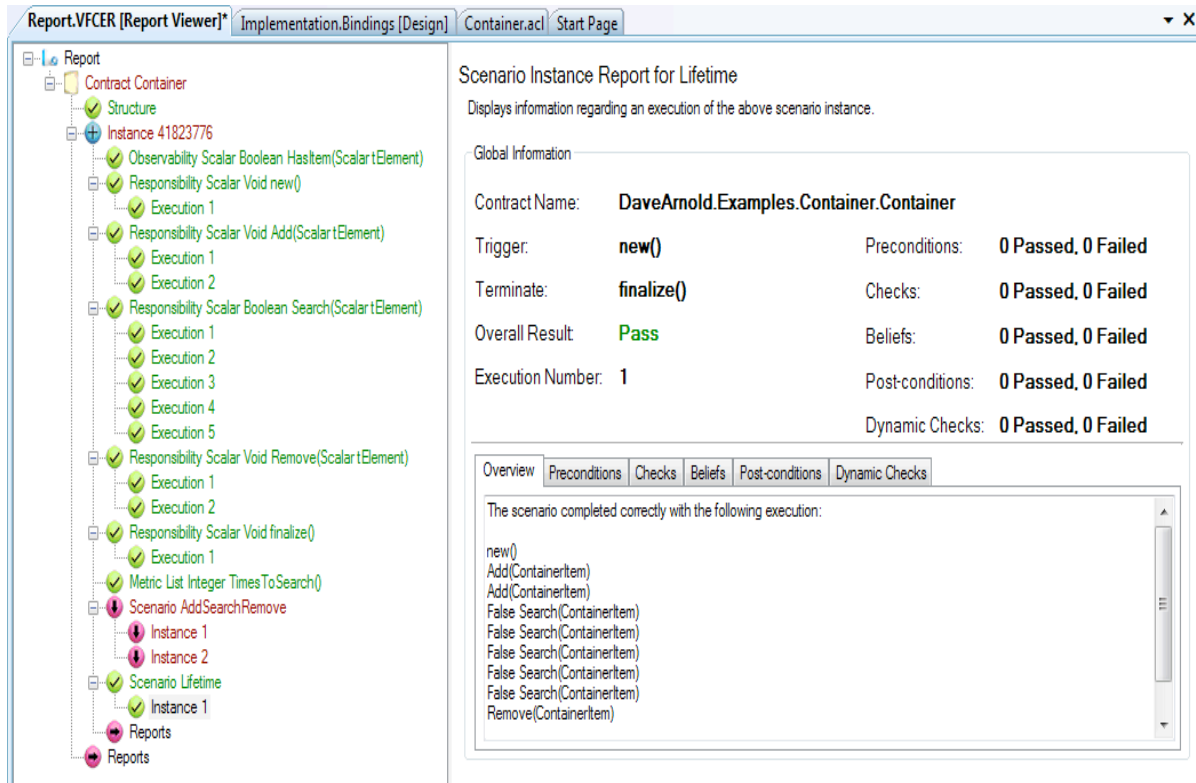 Report.VFCER [Report Viewer]* Implementation.Bindings [Design] Container.acl Start Page
Report
Contract Container
Structure
Instance 41823776
Observability Scalar Boolean HasItem(Scalar tElement)
Responsibility Scalar Void new()
Execution 1
Responsibility Scalar Void Add(Scalar tElement)
Execution 1
Execution 2
Responsibility Scalar Boolean Search(Scalar tElement)
Execution 1
Execution 2
Execution 3
Execution 4
Execution 5
Responsibility Scalar Void Remove(Scalar tElement)
Execution 1
Execution 2
Responsibility Scalar Void finalize()
Execution 1
Metric List Integer TimesToSearch()
Scenario AddSearchRemove
Instance 1
Instance 2
Scenario Lifetime
Instance 1
Reports
Reports
Scenario Instance Report for Lifetime
Displays information regarding an execution of the above scenario instance.
Global Information
Contract Name: DaveArnold.Examples.Container.Container
Trigger: new() Preconditions: 0 Passed, 0 Failed
Terminate: finalize() Checks: 0 Passed, 0 Failed
Overall Result: Pass Beliefs: 0 Passed, 0 Failed
Execution Number: 1 Post-conditions: 0 Passed, 0 Failed
Dynamic Checks: 0 Passed, 0 Failed
Overview Preconditions Checks Beliefs Post-conditions Dynamic Checks
The scenario completed correctly with the following execution:
new()
Add(ContainerItem)
Add(ContainerItem)
False Search(ContainerItem)
False Search(ContainerItem)
False Search(ContainerItem)
False Search(ContainerItem)
False Search(ContainerItem)
Remove(ContainerItem)